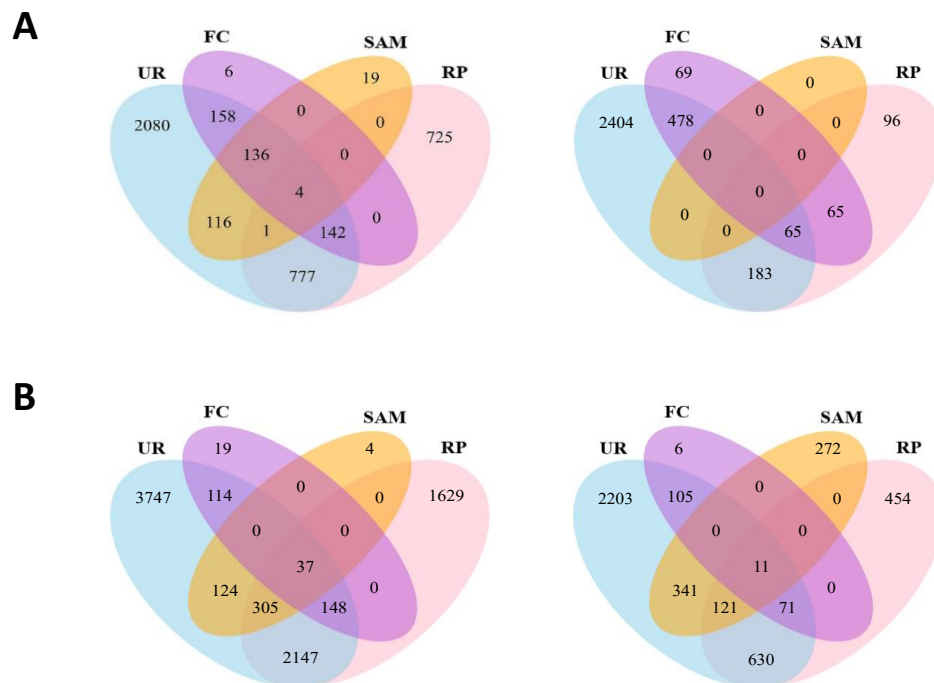 A
FC SAM FC SAM
UR RP UR RP
6 19 69 0
2080 158 0 0 725 2404 478 0 0 96
136 0 0 0
4 0
116 1 142 0 0 0 65 65
777 183
B
FC SAM FC SAM
UR RP UR RP
19 4 6 272
3747 114 0 0 1629 2203 105 0 0 454
0 0 0 0
37 11
124 305 148 0 341 121 71 0
2147 630